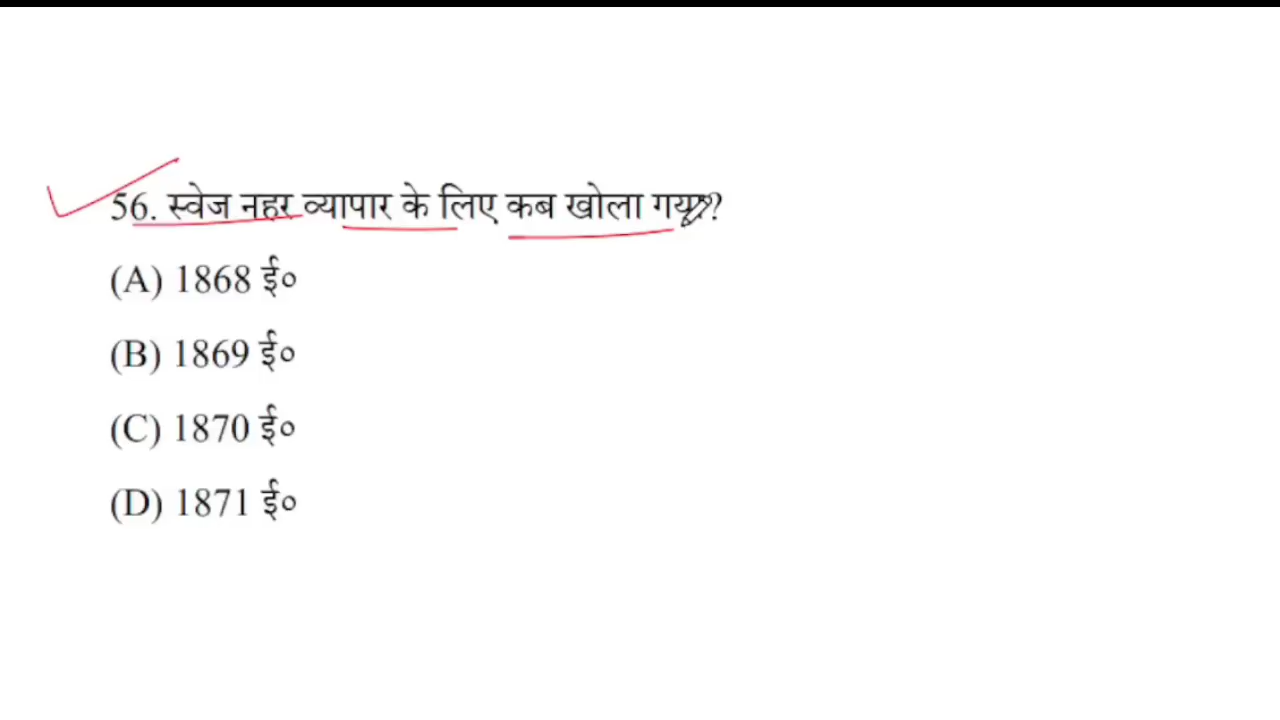 56. स्वेज नहर व्यापार के लिए कब खोला गया?
(A) 1868 ई०
(B) 1869 ई०
(C) 1870 ई०
(D) 1871 ई०